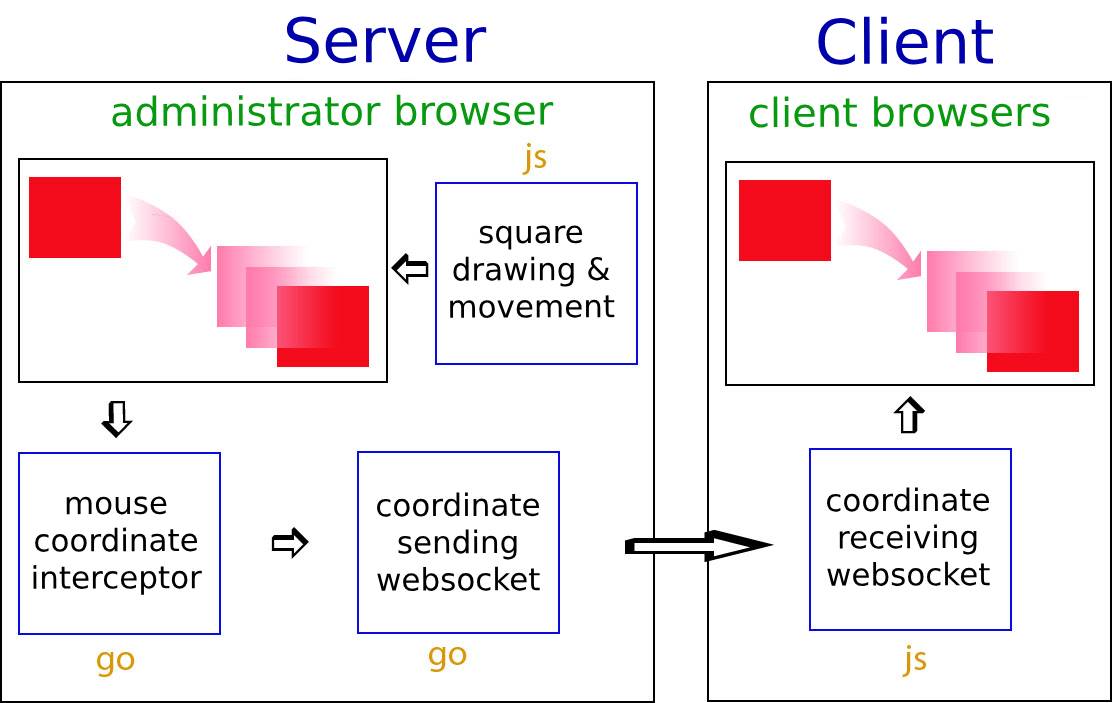 Server
administrator browser
js
square
drawing &
movement
mouse
coordinate
interceptor
go
coordinate
sending
websocket
go
Client
client browsers
coordinate
receiving
websocket
js